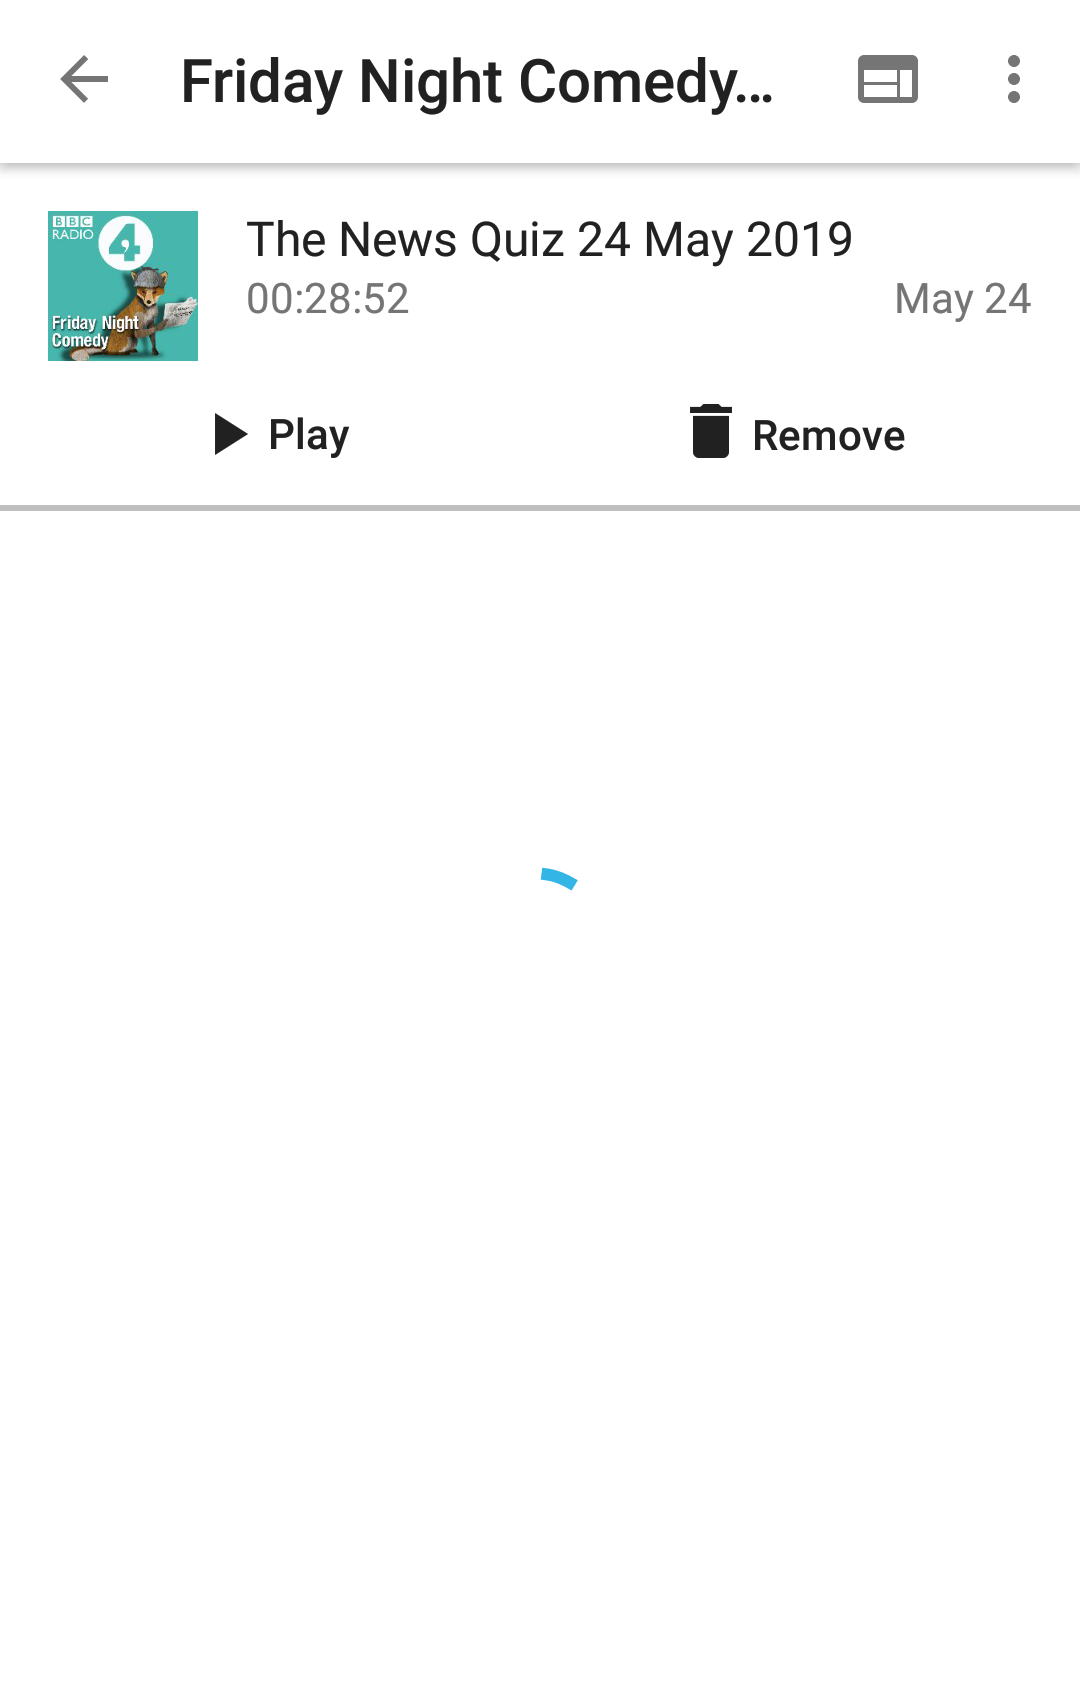 Friday Night Comedy...
BBC
RADIO
4
Friday Night
Comedy
The News Quiz 24 May 2019
00:28:52
May 24
Play
Remove